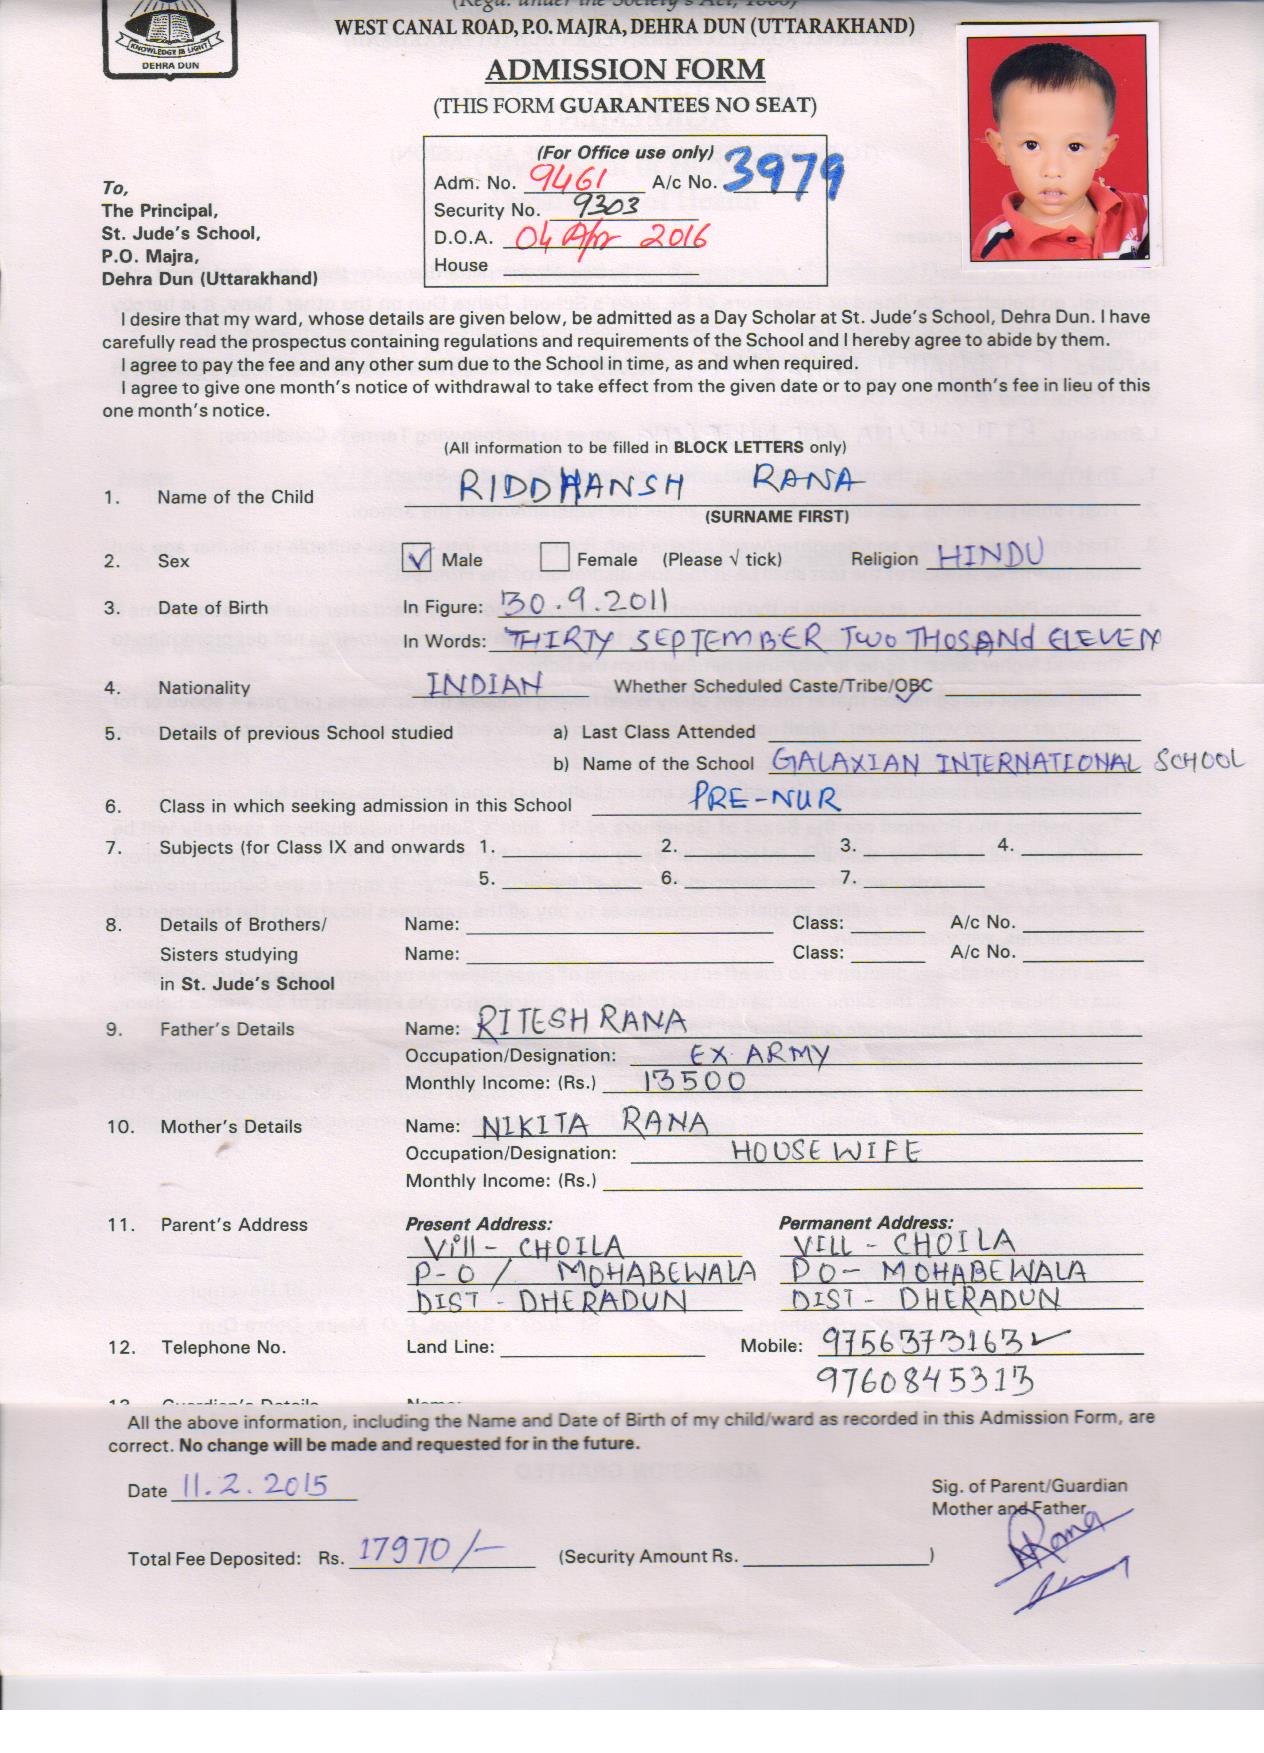 (Regd. under the Society's Act, 1860)
WEST CANAL ROAD, P.O. MAJRA, DEHRA DUN (UTTARAKHAND)
KNOWLEDGE IS LIGHT
DEHRA DUN
ADMISSION FORM
(THIS FORM GUARANTEES NO SEAT)
(For Office use only)
Adm. No. 9461 A/c No. 3979
Security No. 9303
D.O.A. 04 Apr 2016
House
To,
The Principal,
St. Jude's School,
P.O. Majra,
Dehra Dun (Uttarakhand)
I desire that my ward, whose details are given below, be admitted as a Day Scholar at St. Jude's School, Dehra Dun. I have
carefully read the prospectus containing regulations and requirements of the School and I hereby agree to abide by them.
I agree to pay the fee and any other sum due to the School in time, as and when required.
I agree to give one month's notice of withdrawal to take effect from the given date or to pay one month's fee in lieu of this
one month's notice.
(All information to be filled in BLOCK LETTERS only)
1. Name of the Child RIDDHANSH RANA
(SURNAME FIRST)
2. Sex Male Female (Please √ tick) Religion HINDU
3. Date of Birth In Figure: 30.9.2011
In Words: THIRTY SEPTEMBER TWO THOSAND ELEVEN
4. Nationality INDIAN Whether Scheduled Caste/Tribe/OBC
5. Details of previous School studied a) Last Class Attended
b) Name of the School GALAXIAN INTERNATIONAL SCHOOL
6. Class in which seeking admission in this School PRE-NUR
7. Subjects (for Class IX and onwards 1. 2. 3. 4.
5. 6. 7.
8. Details of Brothers/ Name: Class: A/c No.
Sisters studying Name: Class: A/c No.
in St. Jude's School
9. Father's Details Name: RITESH RANA
Occupation/Designation: EX ARMY
Monthly Income: (Rs.) 13500
10. Mother's Details Name: NIKITA RANA
Occupation/Designation: HOUSE WIFE
Monthly Income: (Rs.)
11. Parent's Address Present Address: Permanent Address:
Vill - CHOILA VILL - CHOILA
P-O / MOHABEWALA PO - MOHABEWALA
DIST - DHERADUN DIST - DHERADUN
12. Telephone No. Land Line: Mobile: 9756373163 ✓
9760845313
13. Guardian's Details Name:
All the above information, including the Name and Date of Birth of my child/ward as recorded in this Admission Form, are
correct. No change will be made and requested for in the future.
Date 11.2.2015
Sig. of Parent/Guardian
Mother and Father
Rana
Total Fee Deposited: Rs. 17970/- (Security Amount Rs. )